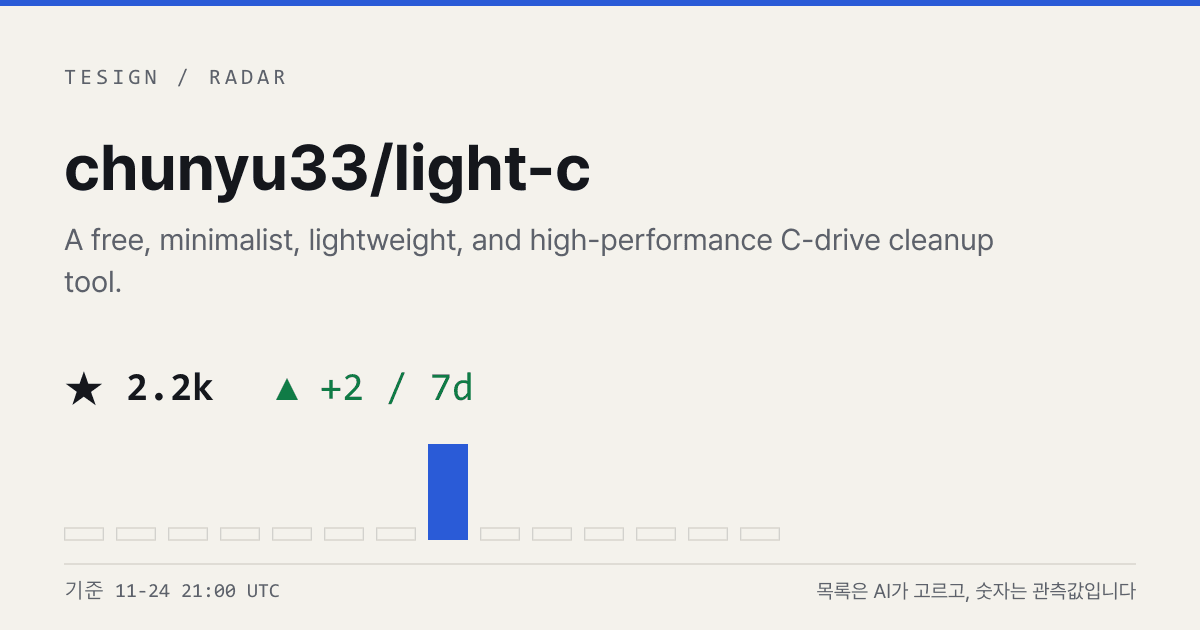 TESIGN / RADAR
chunyu33/light-c
A free, minimalist, lightweight, and high-performance C-drive cleanup
tool.
★ 2.2k ▲ +2 / 7d
기준 11-24 21:00 UTC
목록은 AI가 고르고, 숫자는 관측값입니다